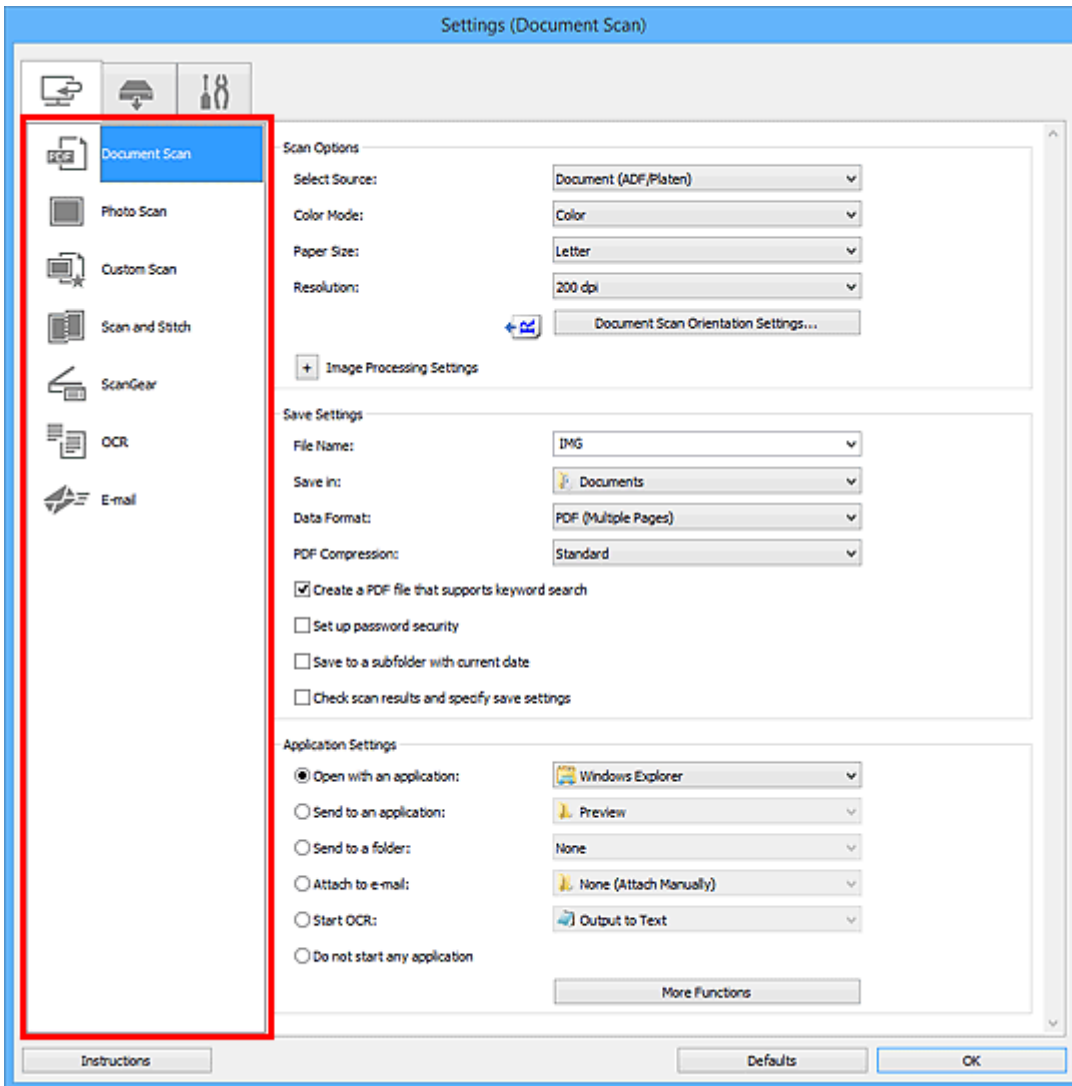 Settings (Document Scan)
Document Scan
Photo Scan
Custom Scan
Scan and Stitch
ScanGear
OCR
E-mail
Scan Options
Select Source: Document (ADF/Platen)
Color Mode: Color
Paper Size: Letter
Resolution: 200 dpi
Document Scan Orientation Settings...
+ Image Processing Settings
Save Settings
File Name: IMG
Save in: Documents
Data Format: PDF (Multiple Pages)
PDF Compression: Standard
Create a PDF file that supports keyword search
Set up password security
Save to a subfolder with current date
Check scan results and specify save settings
Application Settings
Open with an application: Windows Explorer
Send to an application: Preview
Send to a folder: None
Attach to e-mail: None (Attach Manually)
Start OCR: Output to Text
Do not start any application
More Functions
Instructions Defaults OK